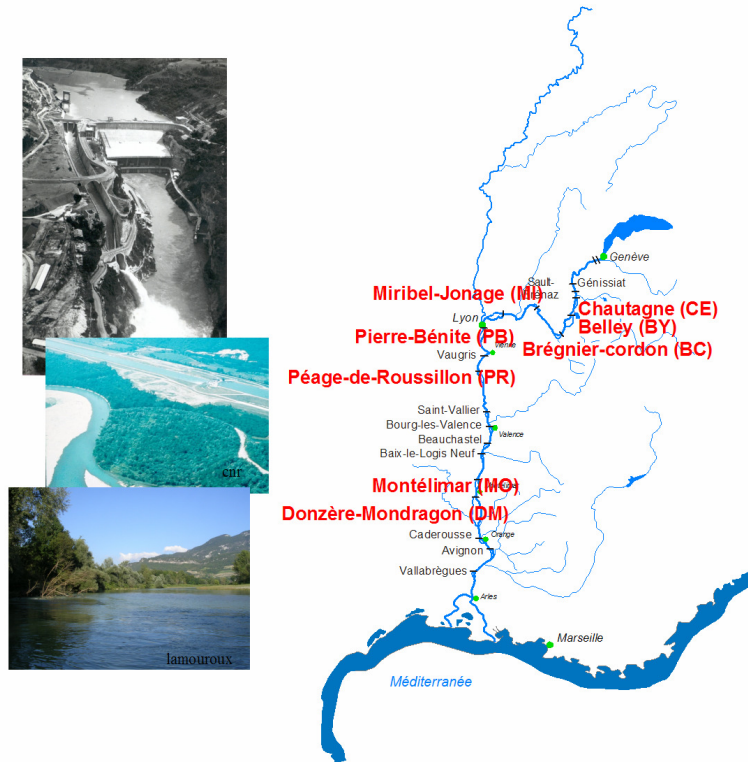 Genève
Sault-
Génissiat
Miribel-Jonage (MI)
Chautagne (CE)
Lyon
Belley (BY)
Pierre-Bénite (PB)
Brégnier-cordon (BC)
Vaugris
Péage-de-Roussillon (PR)
Saint-Vallier
Bourg-les-Valence
Valence
Beauchastel
Baix-le-Logis Neuf
cnr
Montélimar (MO)
Donzère-Mondragon (DM)
Caderousse
Orange
Avignon
Vallabrègues
Arles
Marseille
lamouroux
Méditerranée